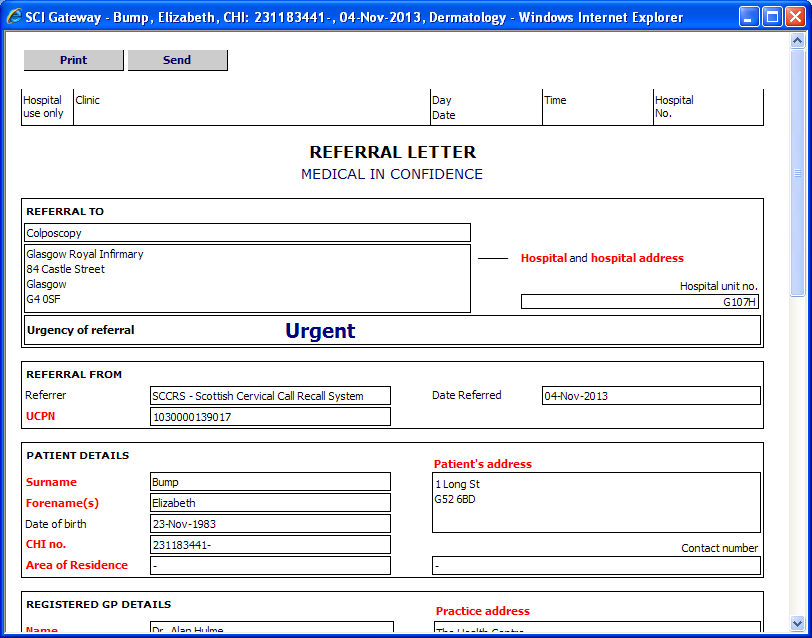 SCI Gateway - Bump, Elizabeth, CHI: 231183441-, 04-Nov-2013, Dermatology - Windows Internet Explorer
Print Send
Hospital use only Clinic Day Date Time Hospital No.
REFERRAL LETTER
MEDICAL IN CONFIDENCE
REFERRAL TO
Colposcopy
Glasgow Royal Infirmary
84 Castle Street
Glasgow
G4 0SF
Hospital and hospital address
Hospital unit no.
G107H
Urgency of referral Urgent
REFERRAL FROM
Referrer SCCRS - Scottish Cervical Call Recall System Date Referred 04-Nov-2013
UCPN 1030000139017
PATIENT DETAILS
Patient's address
Surname Bump 1 Long St
Forename(s) Elizabeth G52 6BD
Date of birth 23-Nov-1983
CHI no. 231183441- Contact number
Area of Residence - -
REGISTERED GP DETAILS
Practice address
Name Dr. Alan Hulme The Health Centre